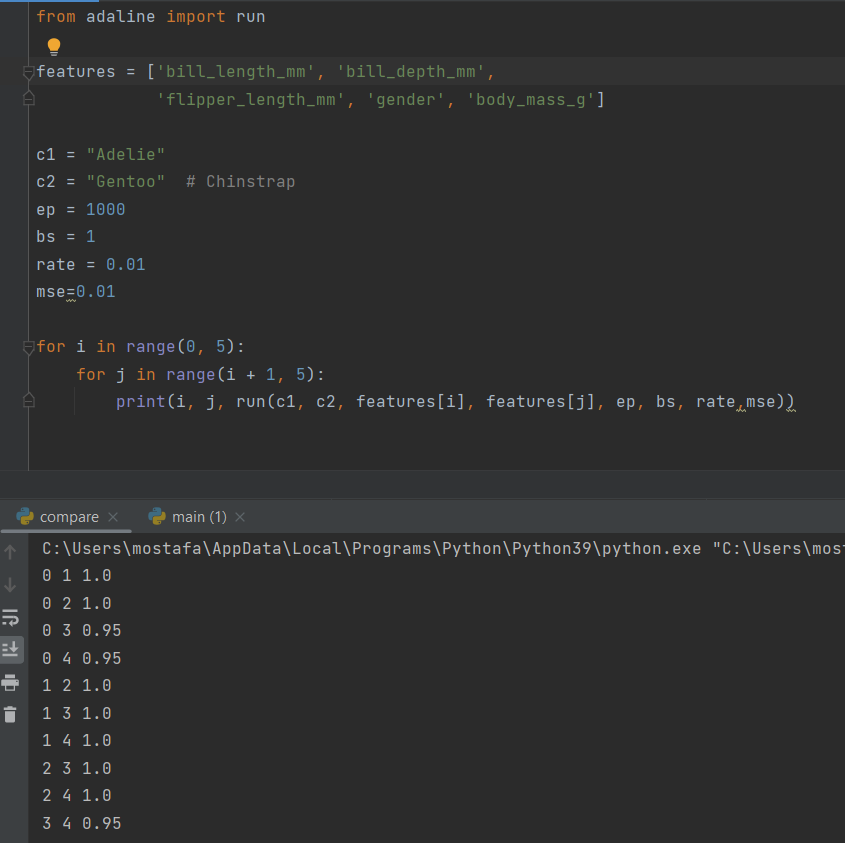 from adaline import run
features = ['bill_length_mm', 'bill_depth_mm',
'flipper_length_mm', 'gender', 'body_mass_g']
c1 = "Adelie"
c2 = "Gentoo"  # Chinstrap
ep = 1000
bs = 1
rate = 0.01
mse=0.01
for i in range(0, 5):
    for j in range(i + 1, 5):
        print(i, j, run(c1, c2, features[i], features[j], ep, bs, rate,mse))
compare main (1)
C:\Users\mostafa\AppData\Local\Programs\Python\Python39\python.exe "C:\Users\mos
0 1 1.0
0 2 1.0
0 3 0.95
0 4 0.95
1 2 1.0
1 3 1.0
1 4 1.0
2 3 1.0
2 4 1.0
3 4 0.95